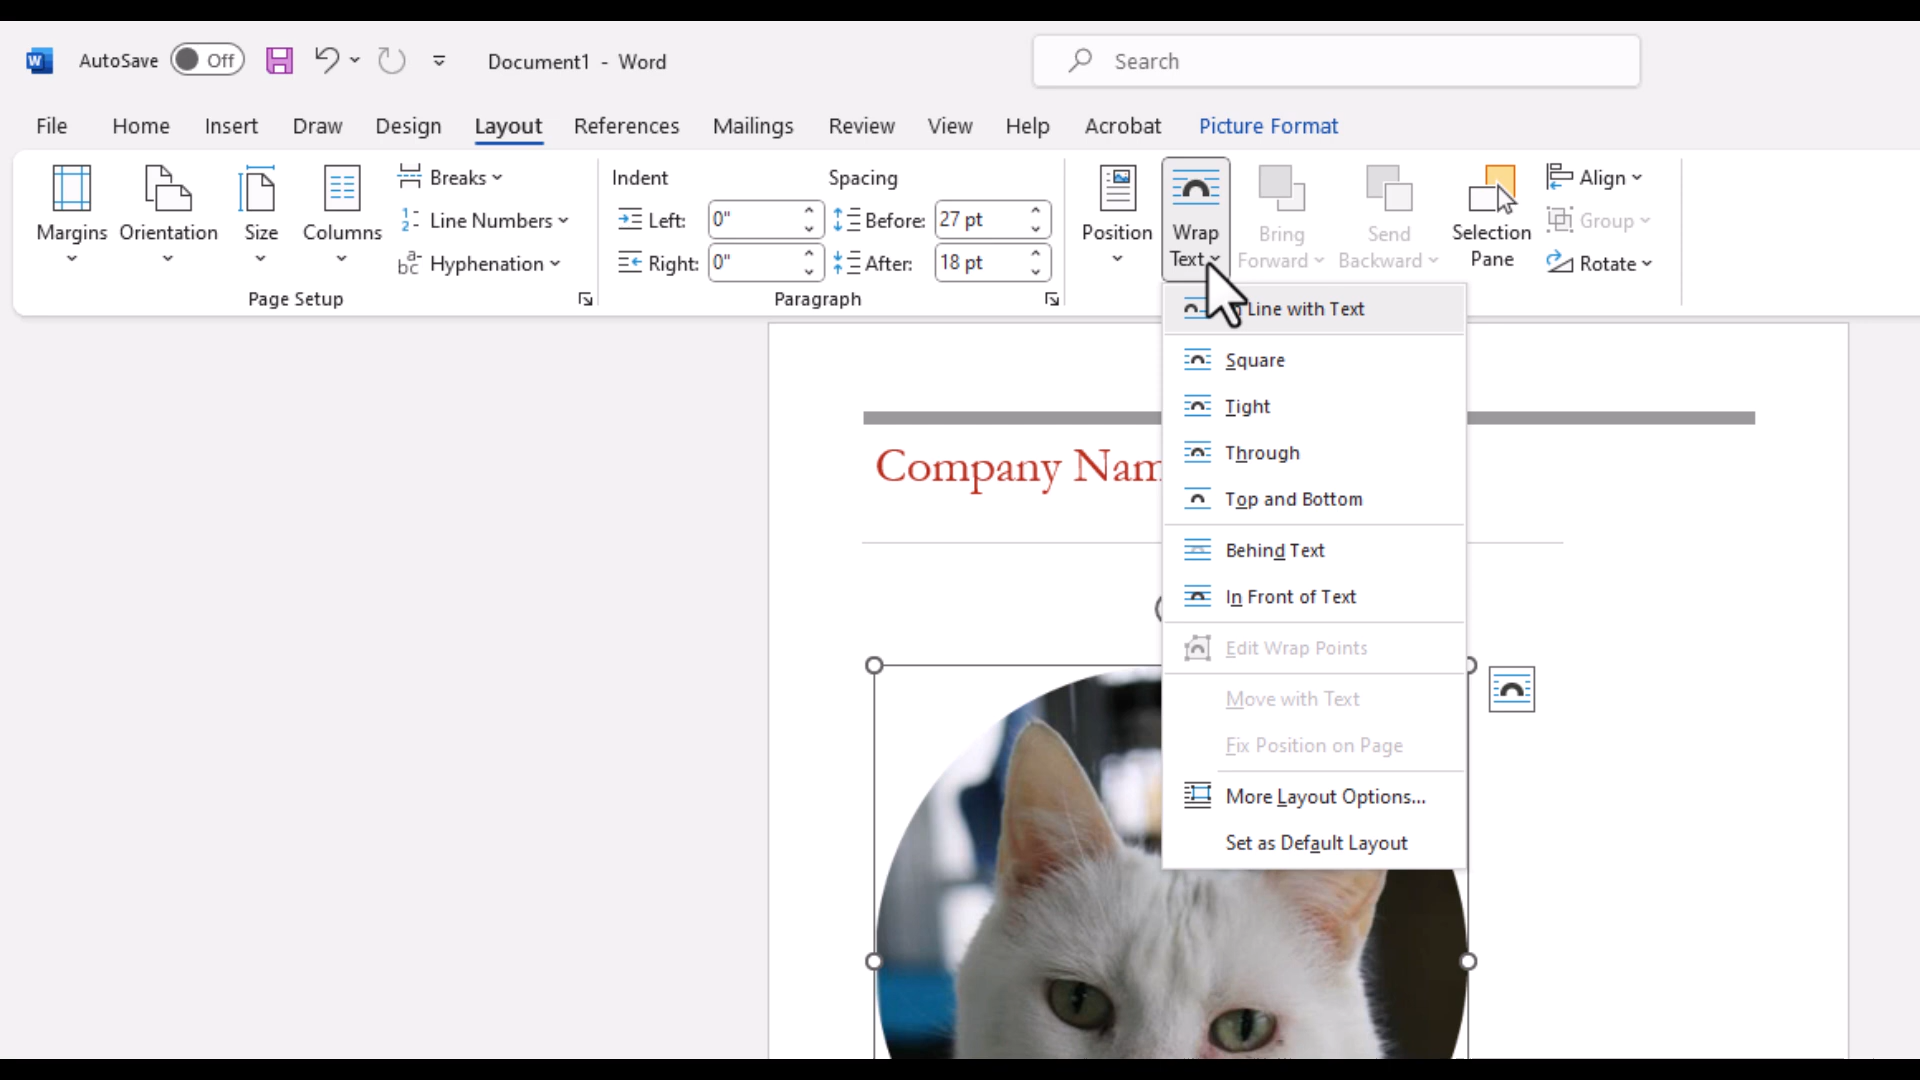 AutoSave Off Document1 - Word Search
File Home Insert Draw Design Layout References Mailings Review View Help Acrobat Picture Format
Margins Orientation Size Columns
Breaks
Line Numbers
Hyphenation
Page Setup
Indent Spacing
Left: 0" Before: 27 pt
Right: 0" After: 18 pt
Paragraph
Position
Wrap
Text
Bring
Forward
Send
Backward
Selection
Pane
Align
Group
Rotate
Line with Text
Square
Tight
Through
Top and Bottom
Behind Text
In Front of Text
Edit Wrap Points
Move with Text
Fix Position on Page
More Layout Options...
Set as Default Layout
Company Nam